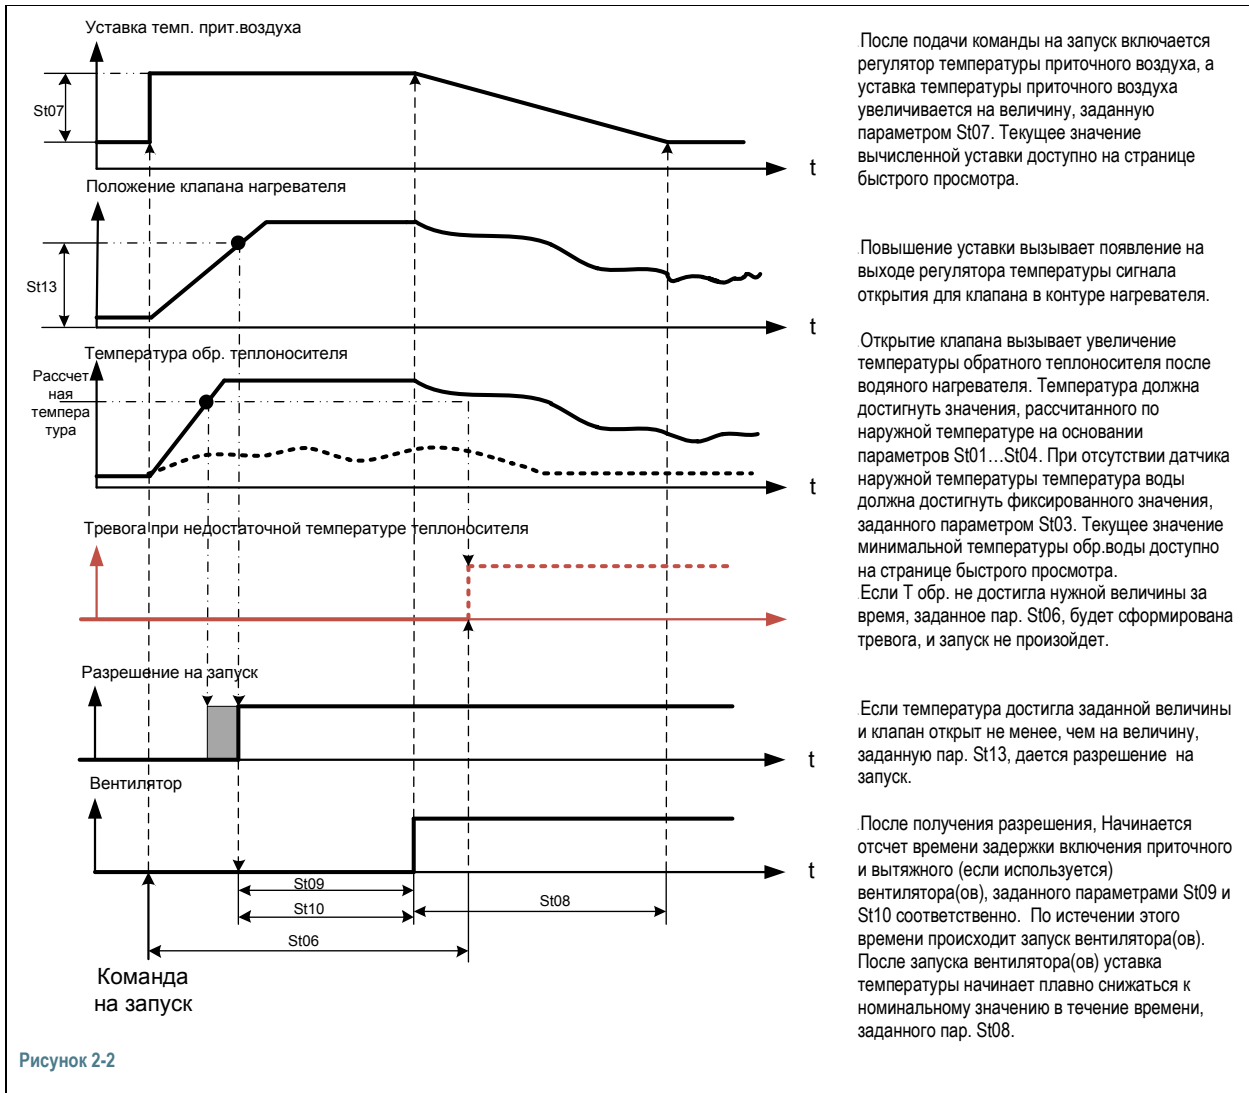 Уставка темп. прит.воздуха
St07
t
Положение клапана нагревателя
St13
t
Температура обр. теплоносителя
Рассчет
ная
темпера
тура
t
Тревога при недостаточной температуре теплоносителя
Разрешение на запуск
t
Вентилятор
t
St09
St10
St08
St06
Команда
на запуск
После подачи команды на запуск включается
регулятор температуры приточного воздуха, а
уставка температуры приточного воздуха
увеличивается на величину, заданную
параметром St07. Текущее значение
вычисленной уставки доступно на странице
быстрого просмотра.
Повышение уставки вызывает появление на
выходе регулятора температуры сигнала
открытия для клапана в контуре нагревателя.
Открытие клапана вызывает увеличение
температуры обратного теплоносителя после
водяного нагревателя. Температура должна
достигнуть значения, рассчитанного по
наружной температуре на основании
параметров St01…St04. При отсутствии датчика
наружной температуры температура воды
должна достигнуть фиксированного значения,
заданного параметром St03. Текущее значение
минимальной температуры обр.воды доступно
на странице быстрого просмотра.
Если Т обр. не достигла нужной величины за
время, заданное пар. St06, будет сформирована
тревога, и запуск не произойдет.
Если температура достигла заданной величины
и клапан открыт не менее, чем на величину,
заданную пар. St13, дается разрешение на
запуск.
После получения разрешения, Начинается
отсчет времени задержки включения приточного
и вытяжного (если используется)
вентилятора(ов), заданного параметрами St09 и
St10 соответственно. По истечении этого
времени происходит запуск вентилятора(ов).
После запуска вентилятора(ов) уставка
температуры начинает плавно снижаться к
номинальному значению в течение времени,
заданного пар. St08.
Рисунок 2-2